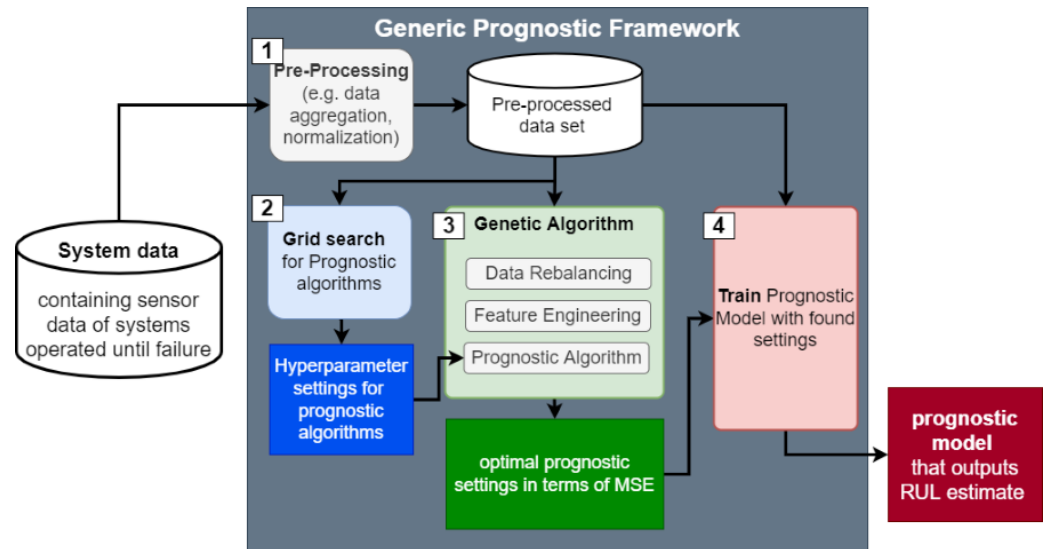 Generic Prognostic Framework
1
Pre-Processing
(e.g. data
aggregation,
normalization)
Pre-processed
data set
System data
containing sensor
data of systems
operated until failure
2
Grid search
for Prognostic
algorithms
Hyperparameter
settings for
prognostic
algorithms
3
Genetic Algorithm
Data Rebalancing
Feature Engineering
Prognostic Algorithm
optimal prognostic
settings in terms of MSE
4
Train Prognostic
Model with found
settings
prognostic
model
that outputs
RUL estimate